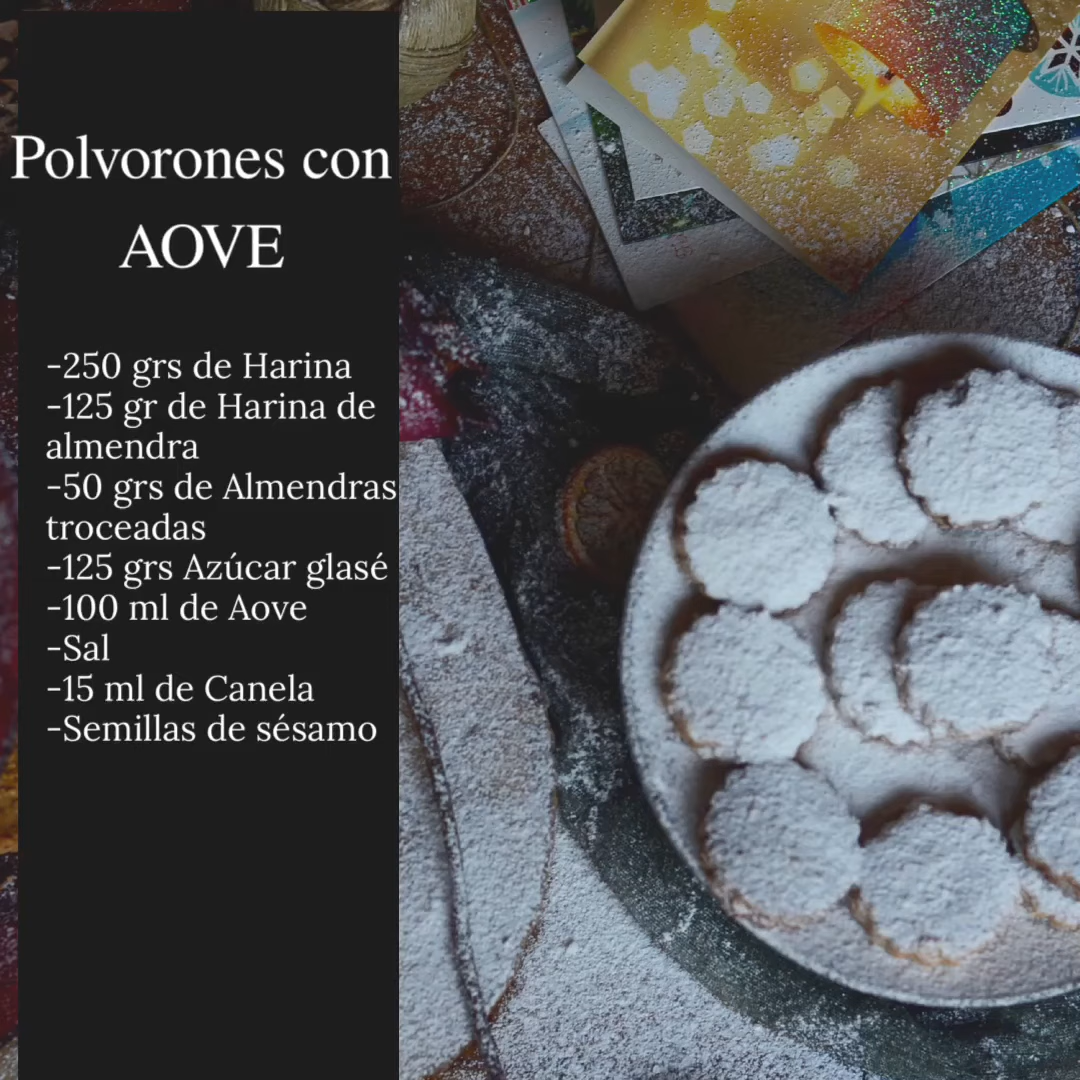 Polvorones con
AOVE
-250 grs de Harina
-125 gr de Harina de
almendra
-50 grs de Almendras
troceadas
-125 grs Azúcar glasé
-100 ml de Aove
-Sal
-15 ml de Canela
-Semillas de sésamo